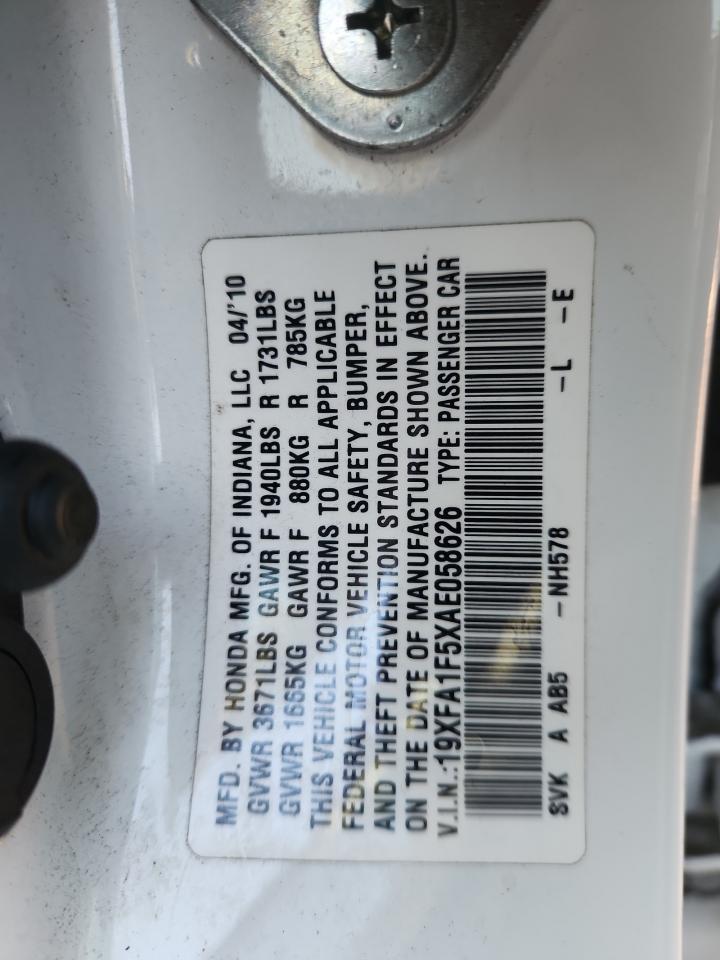 MFD. BY HONDA MFG. OF INDIANA, LLC 04/'10
GVWR 3671LBS GAWR F 1940LBS R 1731LBS
GVWR 1665KG GAWR F 880KG R 785KG
THIS VEHICLE CONFORMS TO ALL APPLICABLE
FEDERAL MOTOR VEHICLE SAFETY, BUMPER,
AND THEFT PREVENTION STANDARDS IN EFFECT
ON THE DATE OF MANUFACTURE SHOWN ABOVE.
V.I.N.:19XFA1F5XAE058626 TYPE: PASSENGER CAR
SVK A AB5 -NH578 -L -E